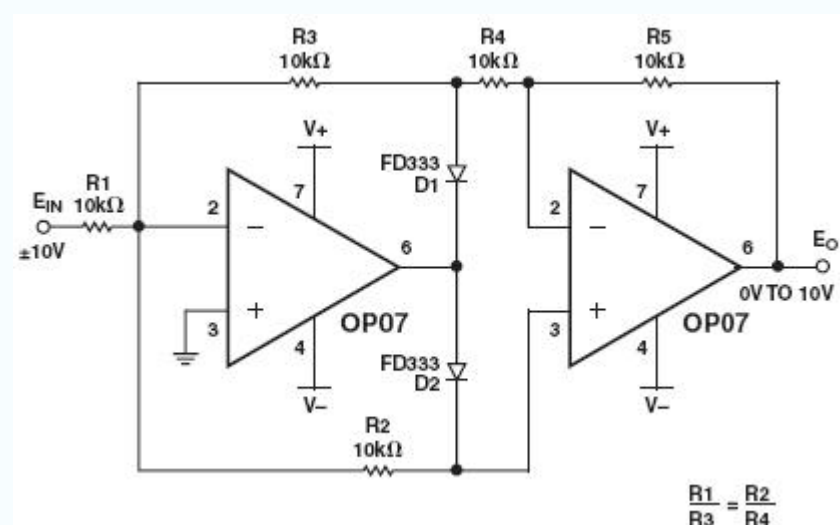 R3
10kΩ
R4
10kΩ
R5
10kΩ
V+
V+
FD333
D1
R1
10kΩ
EIN
±10V
2
7
2
7
−
−
6
6
EO
0V TO 10V
+
+
3
OP07
3
OP07
4
4
FD333
D2
V−
V−
R2
10kΩ
R1
R3
=
R2
R4